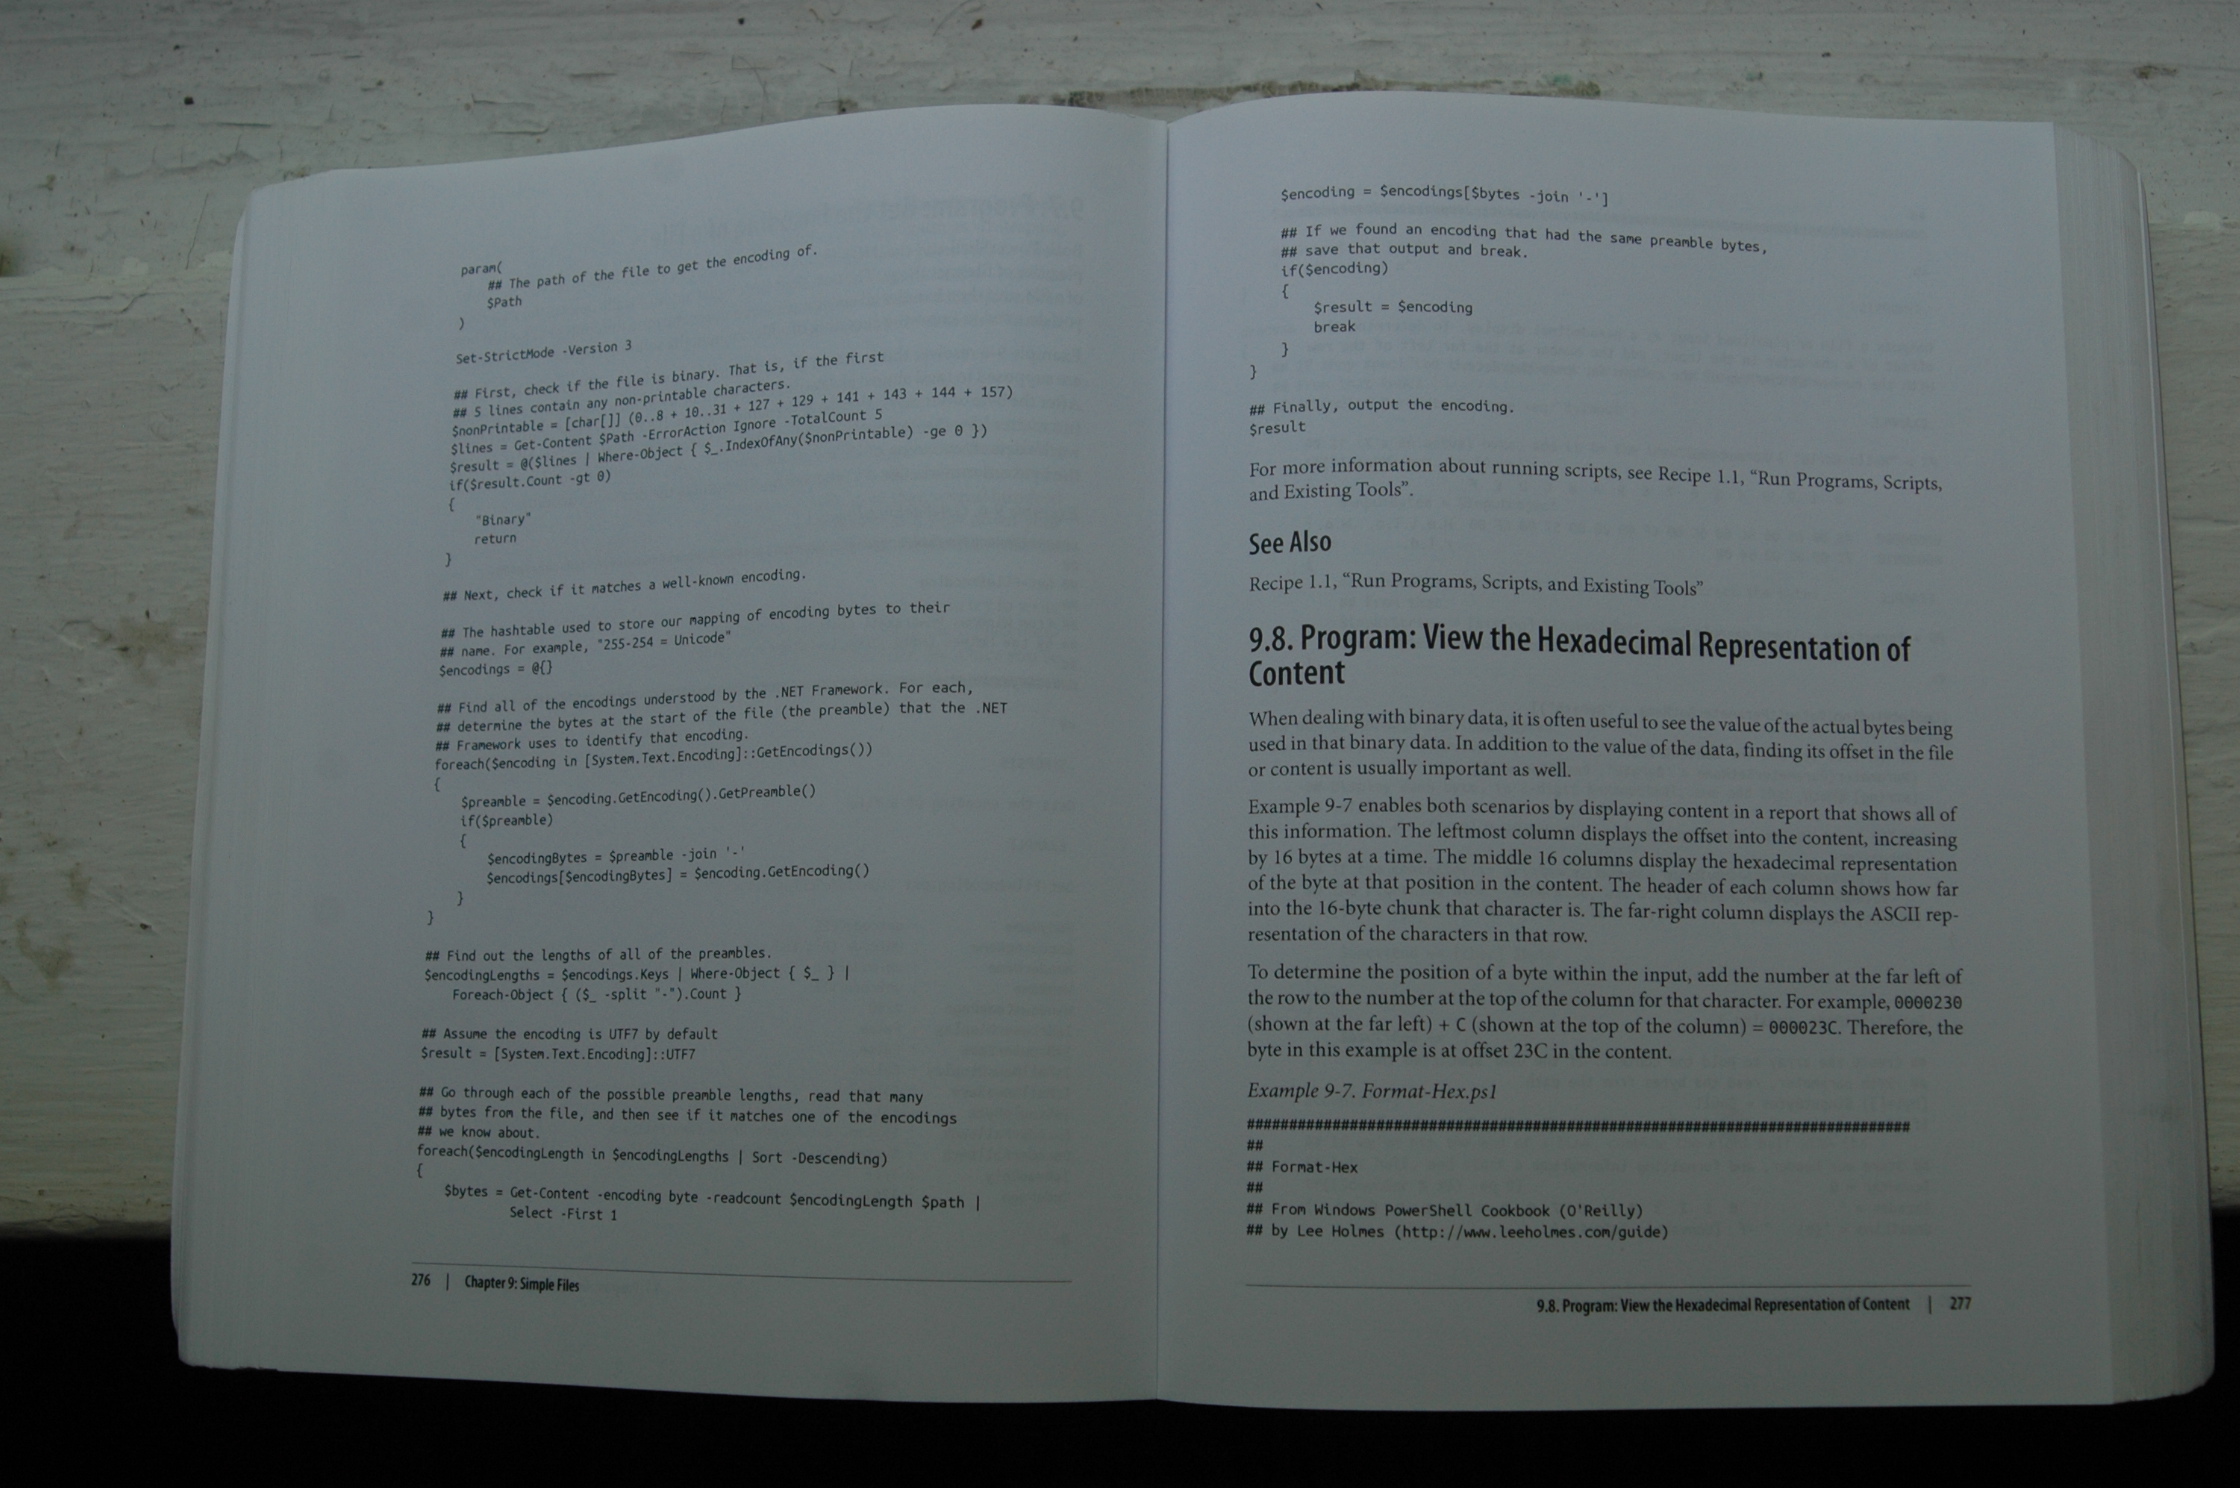 param(
    ## The path of the file to get the encoding of.
    $Path
)
Set-StrictMode -Version 3
## First, check if the file is binary. That is, if the first
## 5 lines contain any non-printable characters.
$nonPrintable = [char[]] (0..8 + 10..31 + 127 + 129 + 141 + 143 + 144 + 157)
$lines = Get-Content $Path -ErrorAction Ignore -TotalCount 5
$result = @($lines | Where-Object { $_.IndexOfAny($nonPrintable) -ge 0 })
if($result.Count -gt 0)
{
    "Binary"
    return
}
## Next, check if it matches a well-known encoding.
## The hashtable used to store our mapping of encoding bytes to their
## name. For example, "255-254 = Unicode"
$encodings = @{}
## Find all of the encodings understood by the .NET Framework. For each,
## determine the bytes at the start of the file (the preamble) that the .NET
## Framework uses to identify that encoding.
foreach($encoding in [System.Text.Encoding]::GetEncodings())
{
    $preamble = $encoding.GetEncoding().GetPreamble()
    if($preamble)
    {
        $encodingBytes = $preamble -join '-'
        $encodings[$encodingBytes] = $encoding.GetEncoding()
    }
}
## Find out the lengths of all of the preambles.
$encodingLengths = $encodings.Keys | Where-Object { $_ } |
    Foreach-Object { ($_ -split "-").Count }
## Assume the encoding is UTF7 by default
$result = [System.Text.Encoding]::UTF7
## Go through each of the possible preamble lengths, read that many
## bytes from the file, and then see if it matches one of the encodings
## we know about.
foreach($encodingLength in $encodingLengths | Sort -Descending)
{
    $bytes = Get-Content -encoding byte -readcount $encodingLength $path |
        Select -First 1
276 | Chapter 9: Simple Files
    $encoding = $encodings[$bytes -join '-']
    ## If we found an encoding that had the same preamble bytes,
    ## save that output and break.
    if($encoding)
    {
        $result = $encoding
        break
    }
}
## Finally, output the encoding.
$result
For more information about running scripts, see Recipe 1.1, “Run Programs, Scripts,
and Existing Tools”.
See Also
Recipe 1.1, “Run Programs, Scripts, and Existing Tools”
9.8. Program: View the Hexadecimal Representation of
Content
When dealing with binary data, it is often useful to see the value of the actual bytes being
used in that binary data. In addition to the value of the data, finding its offset in the file
or content is usually important as well.
Example 9-7 enables both scenarios by displaying content in a report that shows all of
this information. The leftmost column displays the offset into the content, increasing
by 16 bytes at a time. The middle 16 columns display the hexadecimal representation
of the byte at that position in the content. The header of each column shows how far
into the 16-byte chunk that character is. The far-right column displays the ASCII rep-
resentation of the characters in that row.
To determine the position of a byte within the input, add the number at the far left of
the row to the number at the top of the column for that character. For example, 0000230
(shown at the far left) + C (shown at the top of the column) = 000023C. Therefore, the
byte in this example is at offset 23C in the content.
Example 9-7. Format-Hex.ps1
##############################################################################
##
## Format-Hex
##
## From Windows PowerShell Cookbook (O'Reilly)
## by Lee Holmes (http://www.leeholmes.com/guide)
9.8. Program: View the Hexadecimal Representation of Content | 277